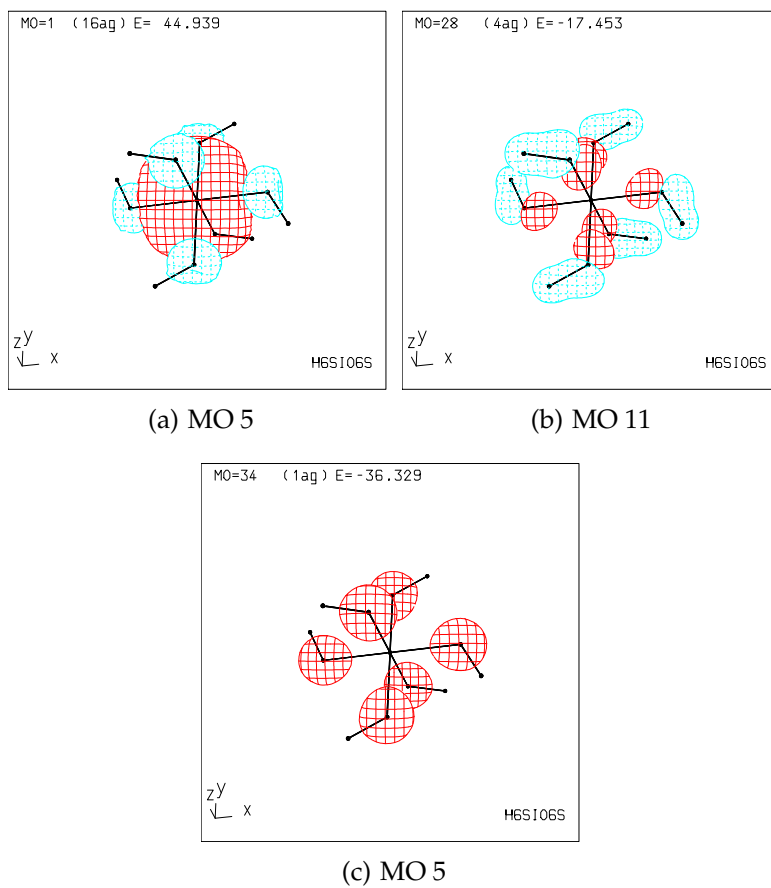 MO=1 (16ag) E= 44.939
z y x
H6SIO6S
(a) MO 5
MO=28 (4ag) E=-17.453
z y x
H6SIO6S
(b) MO 11
MO=34 (1ag) E=-36.329
z y x
H6SIO6S
(c) MO 5